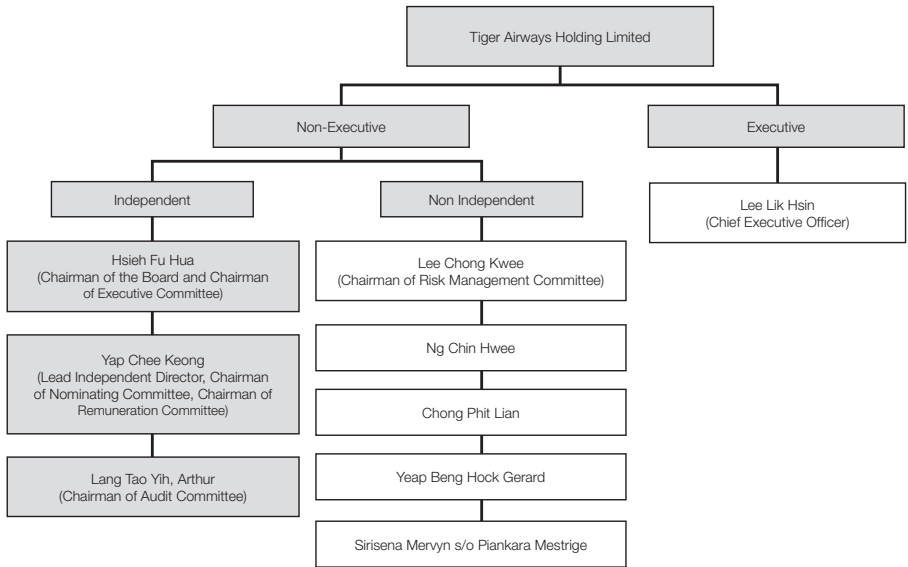 Tiger Airways Holding Limited
Non-Executive
Executive
Independent
Non Independent
Lee Lik Hsin
(Chief Executive Officer)
Hsieh Fu Hua
(Chairman of the Board and Chairman
of Executive Committee)
Lee Chong Kwee
(Chairman of Risk Management Committee)
Yap Chee Keong
(Lead Independent Director, Chairman
of Nominating Committee, Chairman of
Remuneration Committee)
Ng Chin Hwee
Chong Phit Lian
Lang Tao Yih, Arthur
(Chairman of Audit Committee)
Yeap Beng Hock Gerard
Sirisena Mervyn s/o Piankara Mestrige